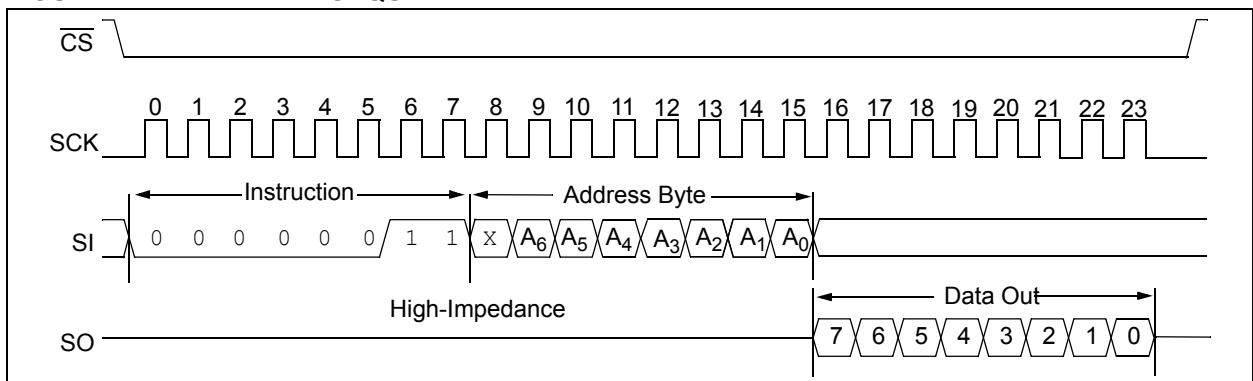 CS
0 1 2 3 4 5 6 7 8 9 10 11 12 13 14 15 16 17 18 19 20 21 22 23
SCK
Instruction
Address Byte
SI
0 0 0 0 0 0 1 1 X A6 A5 A4 A3 A2 A1 A0
High-Impedance
Data Out
SO
7 6 5 4 3 2 1 0